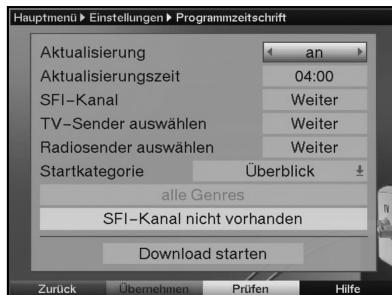 Hauptmenü ▶ Einstellungen ▶ Programmzeitschrift
Aktualisierung an
Aktualisierungszeit 04:00
SFI-Kanal Weiter
TV-Sender auswählen Weiter
Radiosender auswählen Weiter
Startkategorie Überblick
alle Genres
SFI-Kanal nicht vorhanden
Download starten
TV
Zurück Übernehmen Prüfen Hilfe